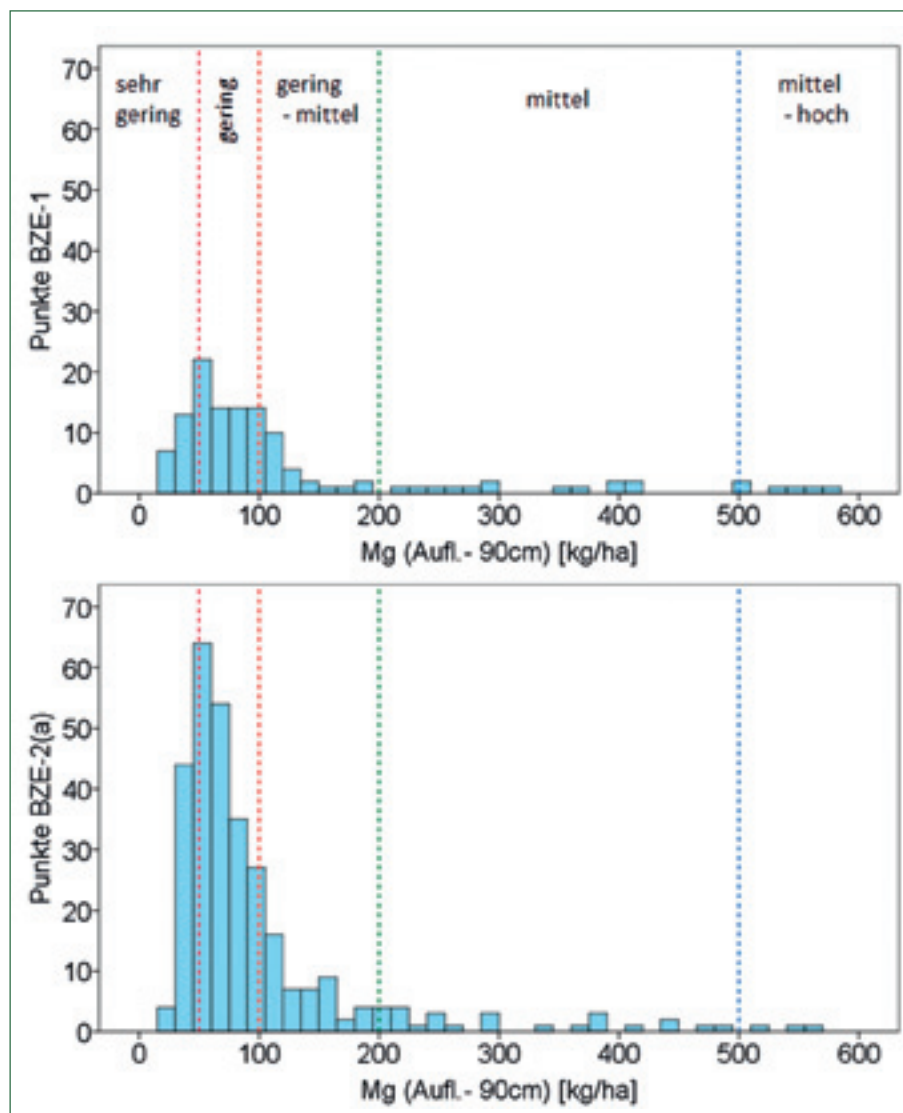 70
60
50
40
30
20
10
0
Punkte BZE-1
sehr
gering
gering
gering
- mittel
mittel
mittel
- hoch
0 100 200 300 400 500 600
Mg (Aufl.- 90cm) [kg/ha]
70
60
50
40
30
20
10
0
Punkte BZE-2(a)
0 100 200 300 400 500 600
Mg (Aufl.- 90cm) [kg/ha]